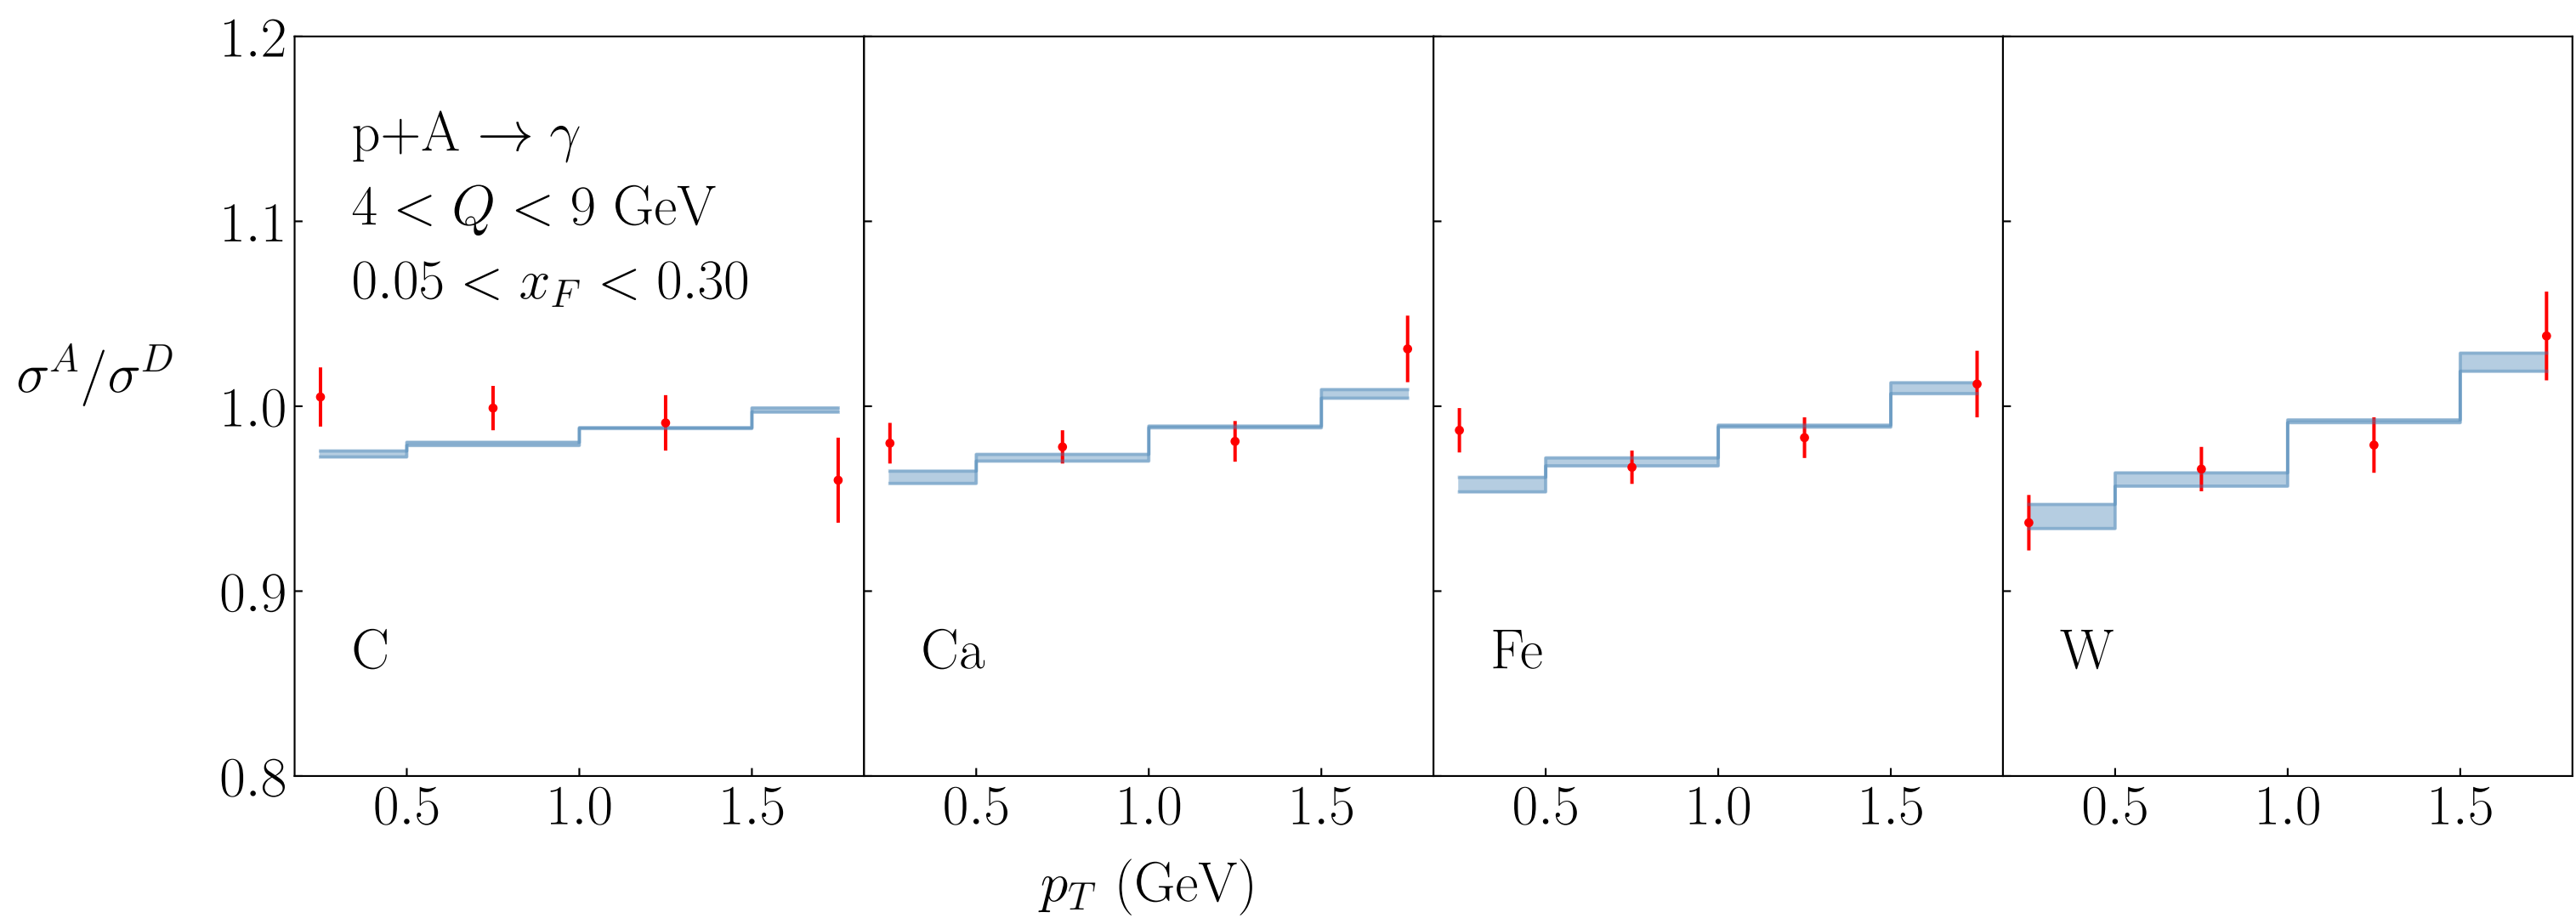 1.2
1.1
1.0
0.9
0.8
σ^A/σ^D
p+A → γ
4 < Q < 9 GeV
0.05 < x_F < 0.30
C
Ca
Fe
W
0.5 1.0 1.5 0.5 1.0 1.5 0.5 1.0 1.5 0.5 1.0 1.5
p_T (GeV)